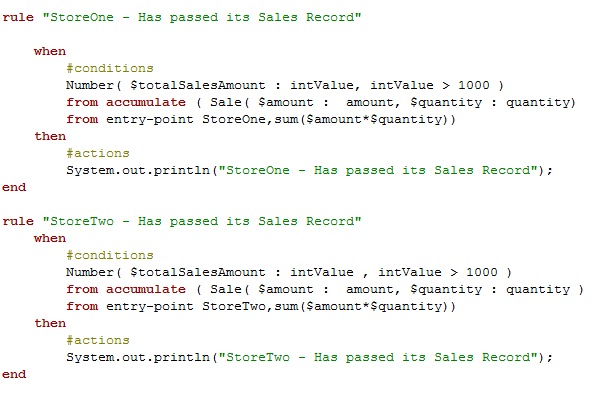 rule "StoreOne - Has passed its Sales Record"
when
#conditions
Number( $totalSalesAmount : intValue, intValue > 1000 )
from accumulate ( Sale( $amount :  amount, $quantity : quantity)
from entry-point StoreOne,sum($amount*$quantity))
then
#actions
System.out.println("StoreOne - Has passed its Sales Record");
end
rule "StoreTwo - Has passed its Sales Record"
when
#conditions
Number( $totalSalesAmount : intValue , intValue > 1000 )
from accumulate ( Sale( $amount :  amount, $quantity : quantity )
from entry-point StoreTwo,sum($amount*$quantity))
then
#actions
System.out.println("StoreTwo - Has passed its Sales Record");
end